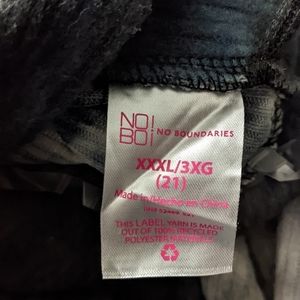 NO
BO
NO BOUNDARIES
XXXL/3XG
(21)
Made in/Hecho en China
THIS LABEL YARN IS MADE
OUT OF 100% RECYCLED
POLYESTER MATERIALS